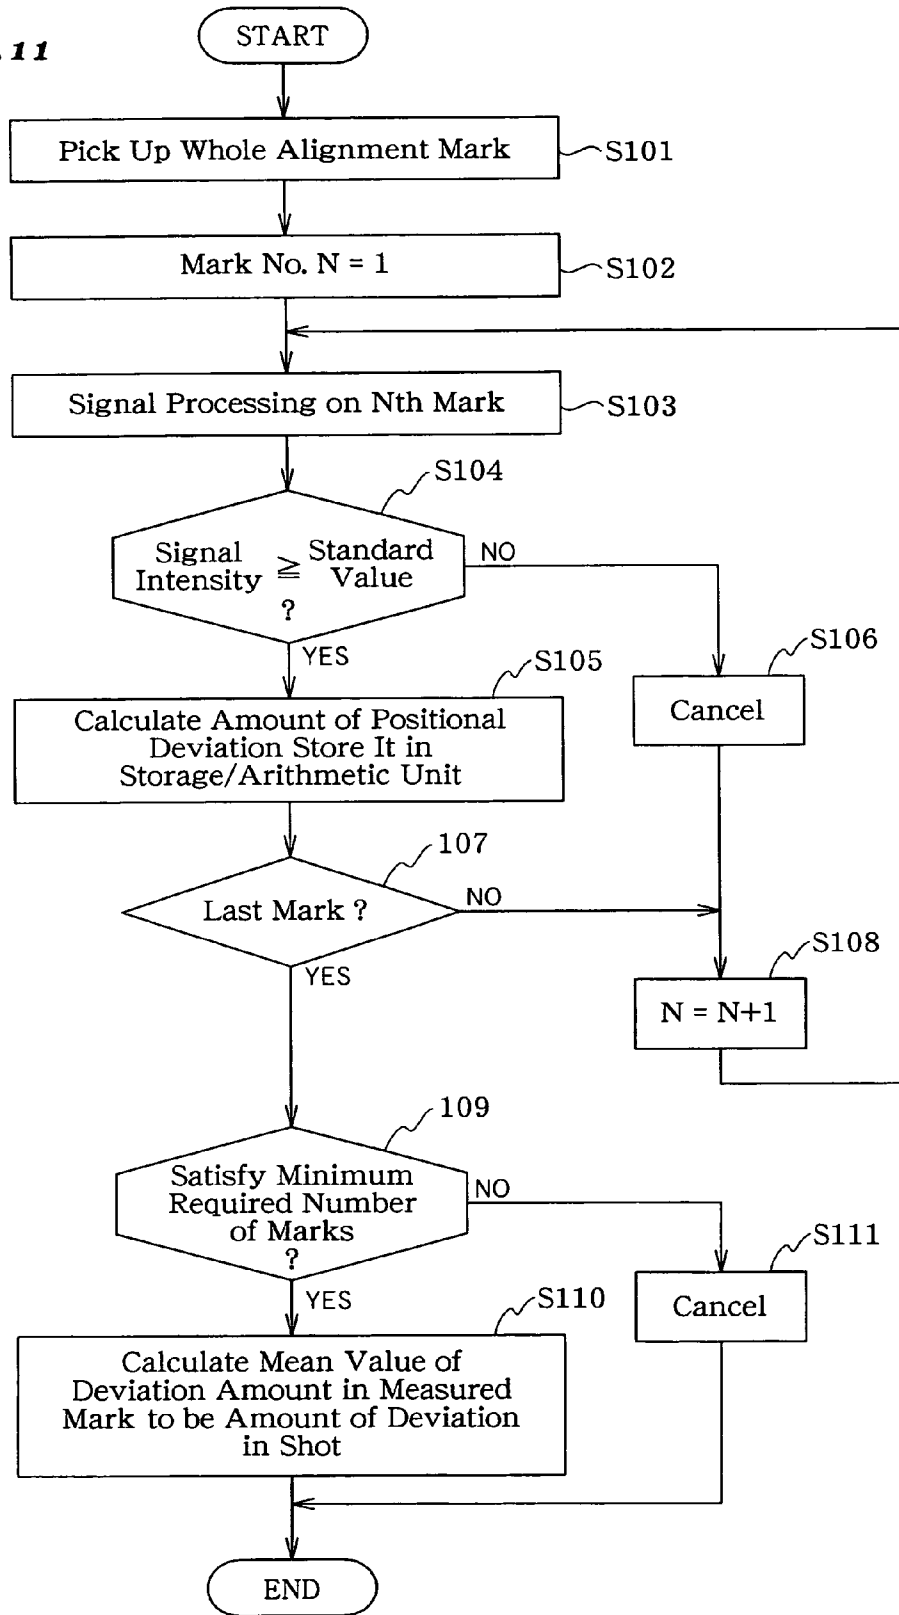 .11
START
Pick Up Whole Alignment Mark
S101
Mark No. N = 1
S102
Signal Processing on Nth Mark
S103
S104
Signal Intensity ≧ Standard Value
?
NO
YES
S105
S106
Calculate Amount of Positional
Deviation Store It in
Storage/Arithmetic Unit
Cancel
107
Last Mark ?
NO
YES
S108
N = N+1
109
Satisfy Minimum
Required Number
of Marks
?
NO
YES
S110
S111
Cancel
Calculate Mean Value of
Deviation Amount in Measured
Mark to be Amount of Deviation
in Shot
END